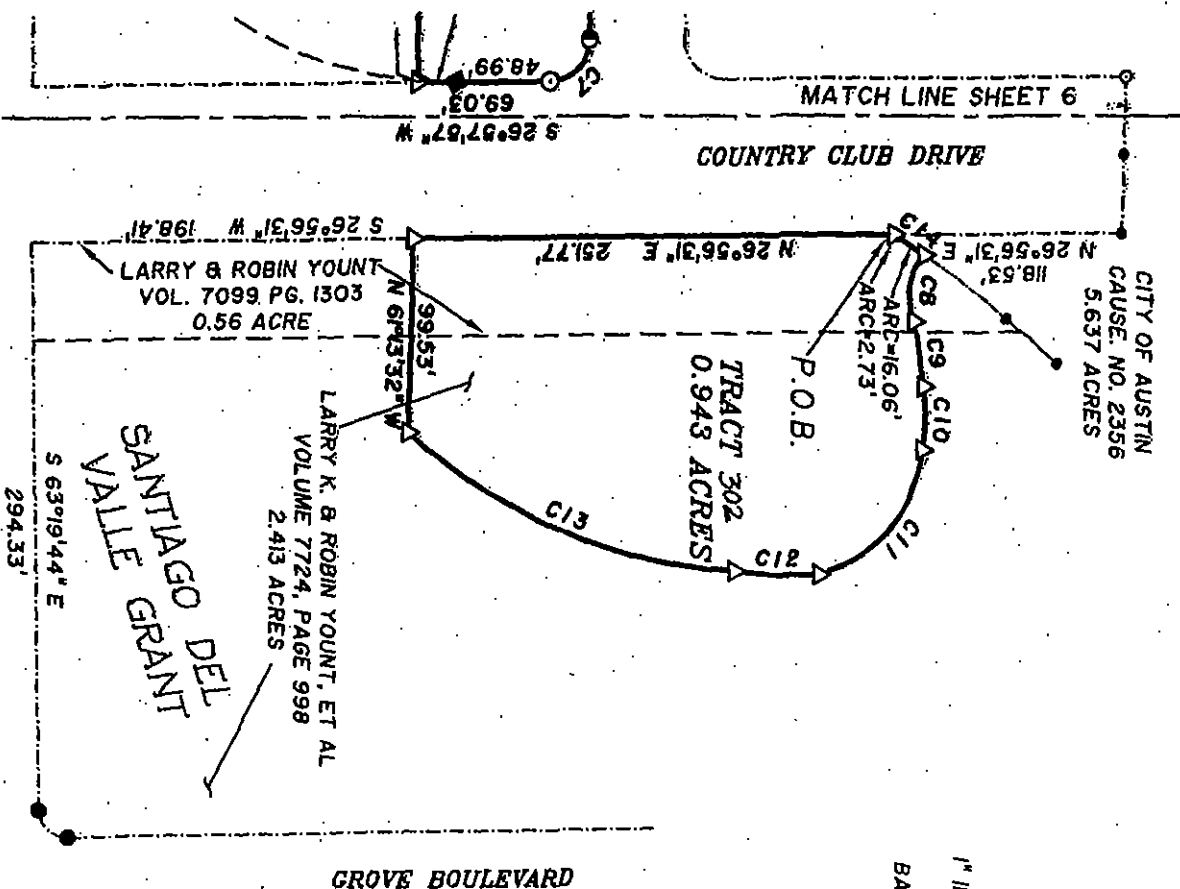 48.99'
69.03'
S 26°57'57" W
C7
MATCH LINE SHEET 6
COUNTRY CLUB DRIVE
S 26°56'31" W 198.41'
N 26°56'31" E 251.77'
N 26°56'31" E
118.53'
CITY OF AUSTIN
CAUSE. NO. 2356
5.637 ACRES
LARRY & ROBIN YOUNT
VOL. 7099 PG. 1303
0.56 ACRE
99.53'
N 61°13'32" W
C8
ARC=16.06'
ARC=2.73'
C9
C10
P.O.B.
TRACT 302
0.943 ACRES
C11
C12
C13
LARRY K. & ROBIN YOUNT, ET AL
VOLUME 7724, PAGE 998
2.413 ACRES
SANTIAGO DEL
VALLE GRANT
S 63°19'44" E
294.33'
GROVE BOULEVARD
1"
BA